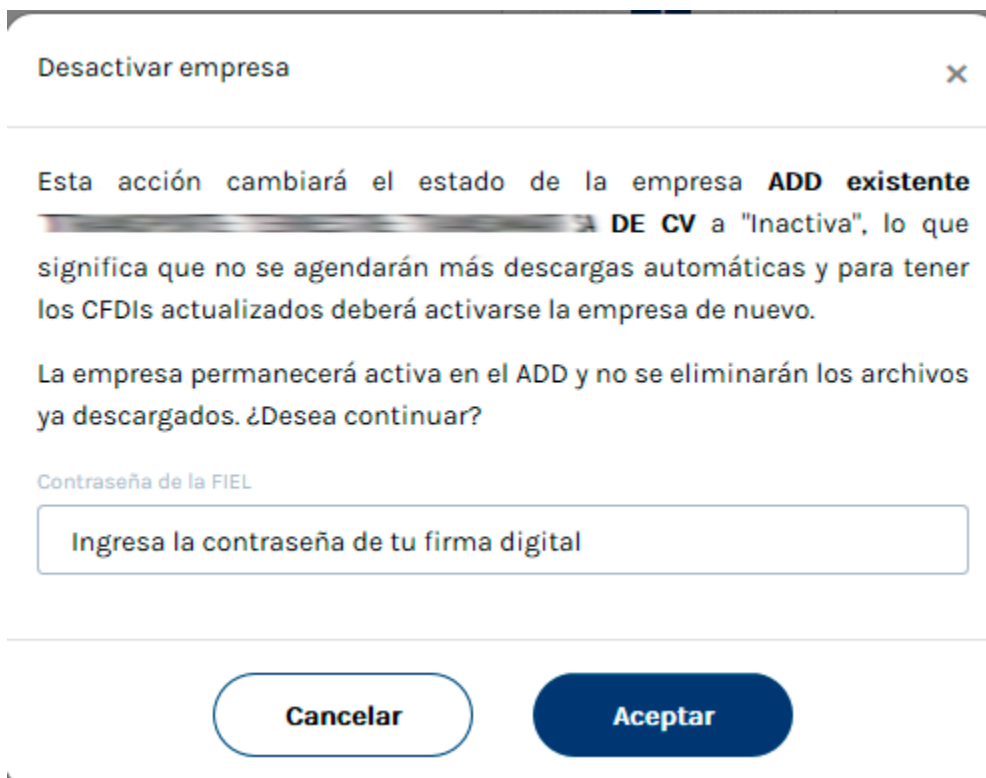 Desactivar empresa
Esta acción cambiará el estado de la empresa ADD existente
DE CV a "Inactiva", lo que
significa que no se agendarán más descargas automáticas y para tener
los CFDIs actualizados deberá activarse la empresa de nuevo.
La empresa permanecerá activa en el ADD y no se eliminarán los archivos
ya descargados. ¿Desea continuar?
Contraseña de la FIEL
Ingresa la contraseña de tu firma digital
Cancelar
Aceptar